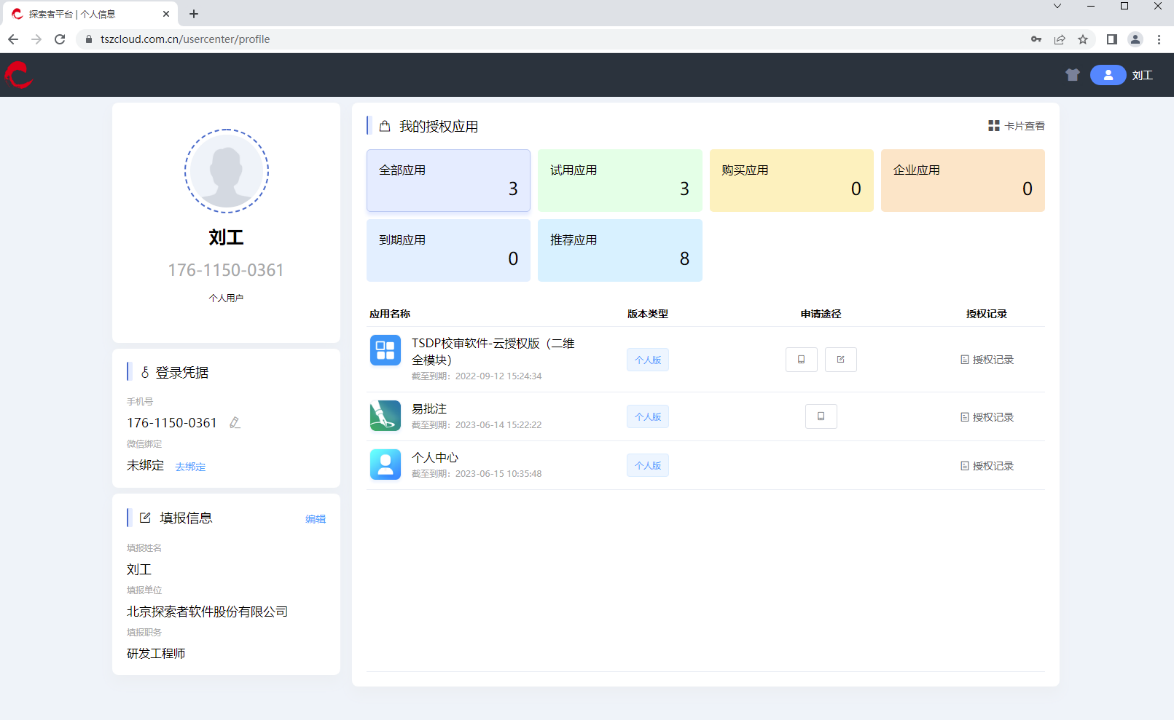 探索者平台 | 个人信息
tszcloud.com.cn/usercenter/profile
刘工
刘工
176-1150-0361
个人用户
登录凭据
手机号
176-1150-0361
微信绑定
未绑定 去绑定
填报信息 编辑
填报姓名
刘工
填报单位
北京探索者软件股份有限公司
填报职务
研发工程师
我的授权应用 卡片查看
全部应用 3
试用应用 3
购买应用 0
企业应用 0
到期应用 0
推荐应用 8
应用名称 版本类型 申请途径 授权记录
TSDP校审软件-云授权版（二维
全模块）
截至到期：2022-09-12 15:24:34
个人版 授权记录
易批注
截至到期：2023-06-14 15:22:22
个人版 授权记录
个人中心
截至到期：2023-06-15 10:35:48
个人版 授权记录